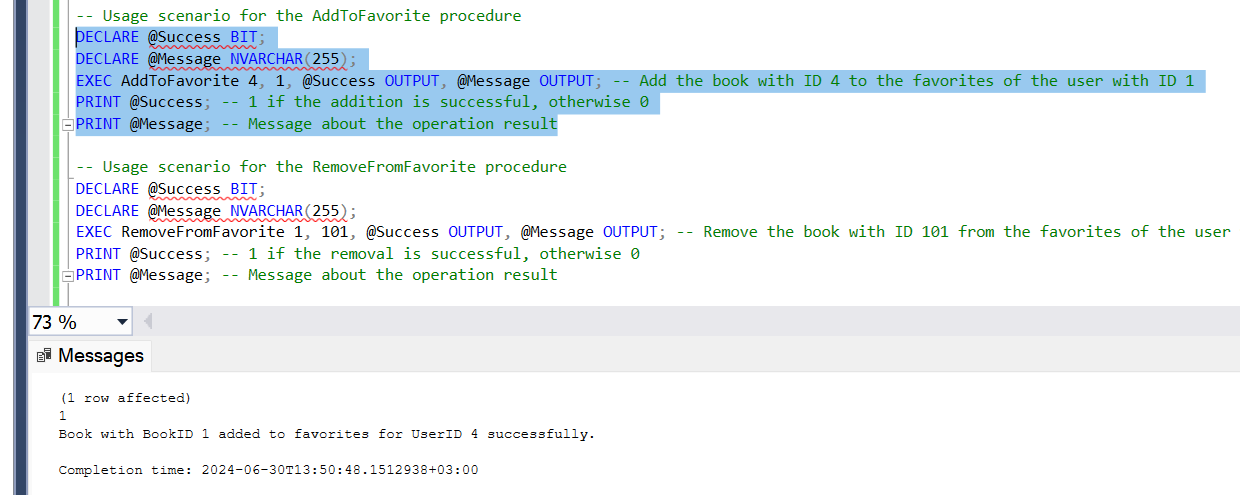 -- Usage scenario for the AddToFavorite procedure
DECLARE @Success BIT;
DECLARE @Message NVARCHAR(255);
EXEC AddToFavorite 4, 1, @Success OUTPUT, @Message OUTPUT; -- Add the book with ID 4 to the favorites of the user with ID 1
PRINT @Success; -- 1 if the addition is successful, otherwise 0
PRINT @Message; -- Message about the operation result
-- Usage scenario for the RemoveFromFavorite procedure
DECLARE @Success BIT;
DECLARE @Message NVARCHAR(255);
EXEC RemoveFromFavorite 1, 101, @Success OUTPUT, @Message OUTPUT; -- Remove the book with ID 101 from the favorites of the user
PRINT @Success; -- 1 if the removal is successful, otherwise 0
PRINT @Message; -- Message about the operation result
73 %
Messages
(1 row affected)
1
Book with BookID 1 added to favorites for UserID 4 successfully.
Completion time: 2024-06-30T13:50:48.1512938+03:00